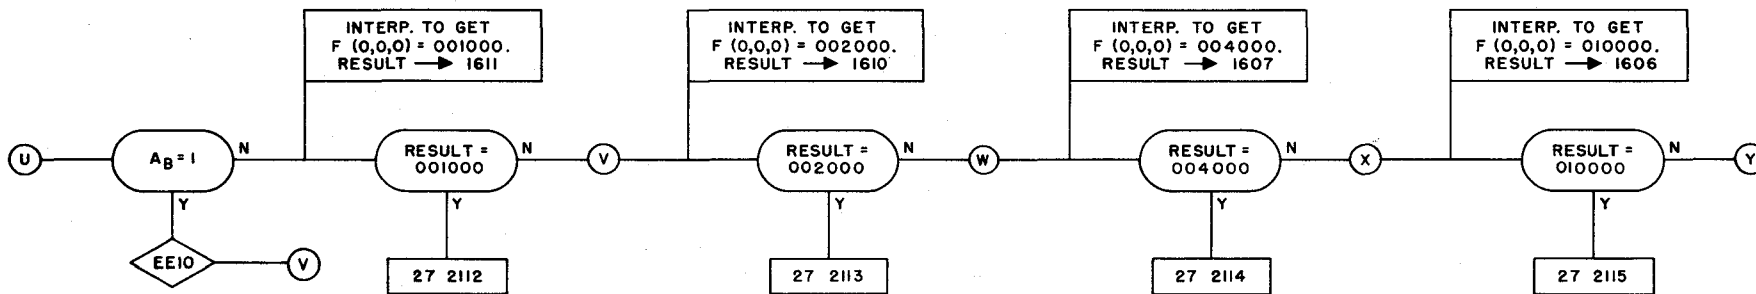 INTERP. TO GET
F (0,0,0) = 001000.
RESULT → 1611
INTERP. TO GET
F (0,0,0) = 002000.
RESULT → 1610
INTERP. TO GET
F (0,0,0) = 004000.
RESULT → 1607
INTERP. TO GET
F (0,0,0) = 010000.
RESULT → 1606
U
AB = 1
N
RESULT =
001000
N
V
RESULT =
002000
N
W
RESULT =
004000
N
X
RESULT =
010000
N
Y
Y
Y
Y
Y
Y
EE10
V
27 2112
27 2113
27 2114
27 2115